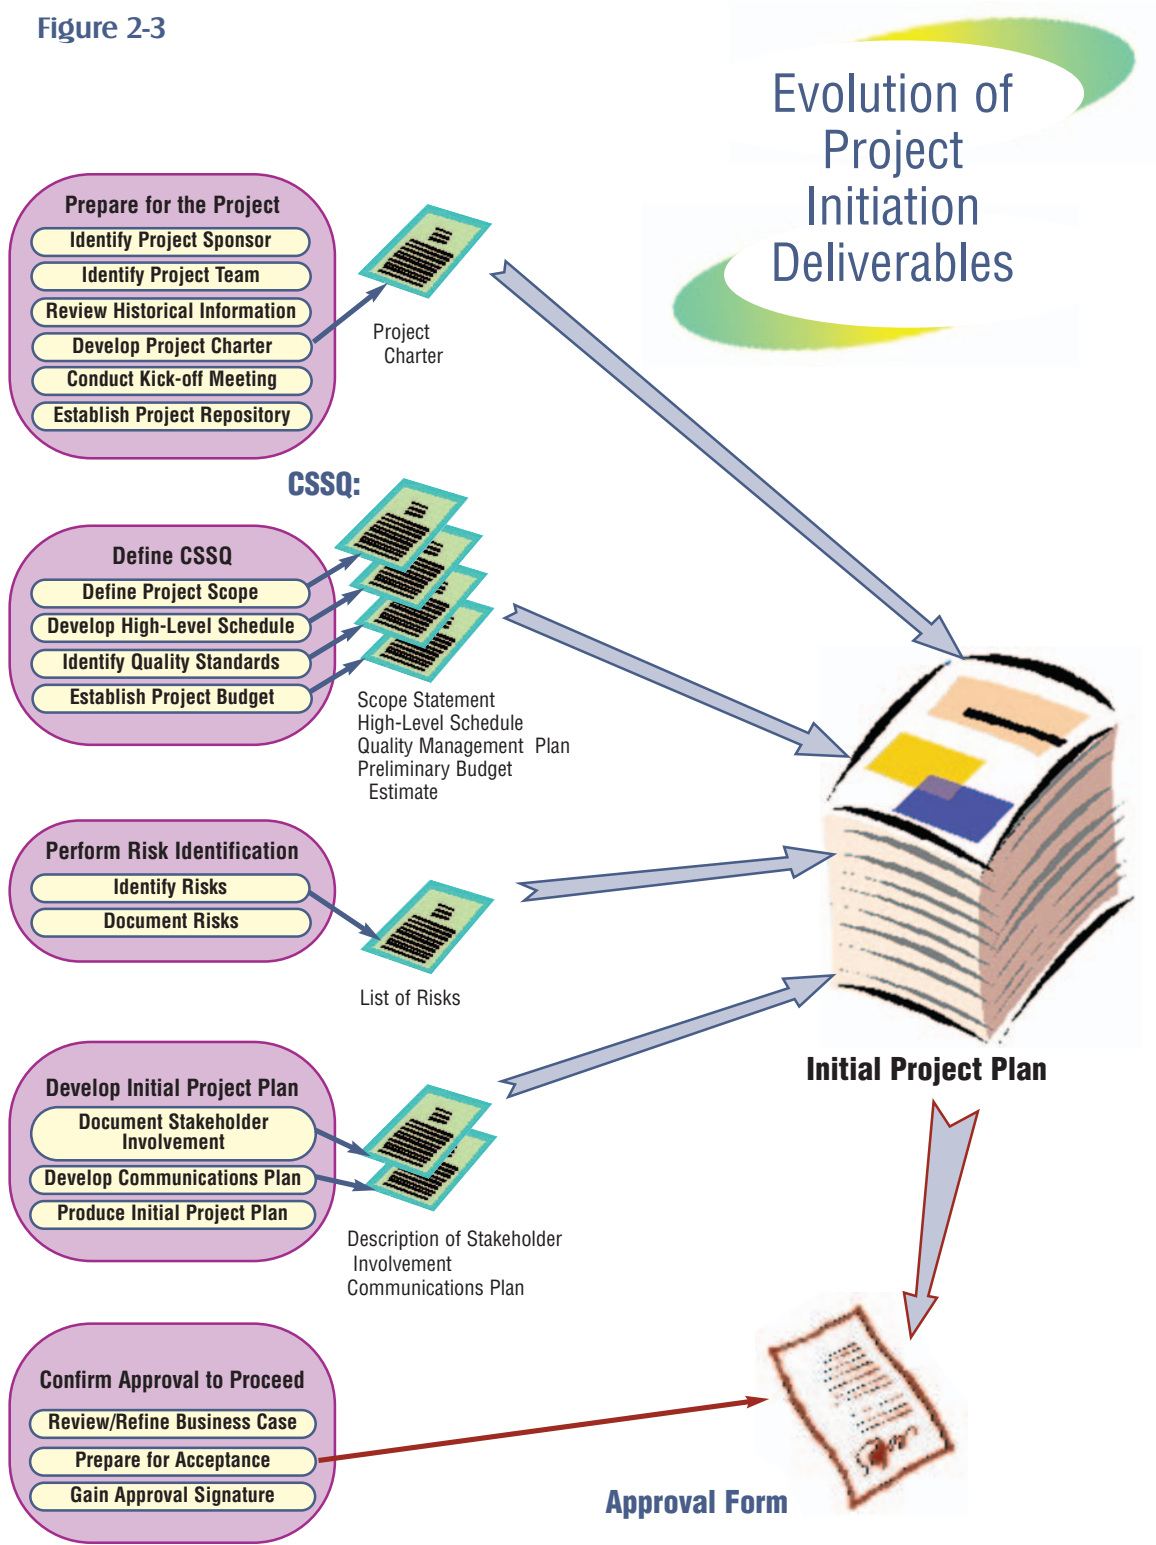 Figure 2-3
Evolution of
Project
Initiation
Deliverables
Prepare for the Project
Identify Project Sponsor
Identify Project Team
Review Historical Information
Develop Project Charter
Conduct Kick-off Meeting
Establish Project Repository
Project
Charter
CSSQ:
Define CSSQ
Define Project Scope
Develop High-Level Schedule
Identify Quality Standards
Establish Project Budget
Scope Statement
High-Level Schedule
Quality Management Plan
Preliminary Budget
Estimate
Perform Risk Identification
Identify Risks
Document Risks
List of Risks
Initial Project Plan
Develop Initial Project Plan
Document Stakeholder
Involvement
Develop Communications Plan
Produce Initial Project Plan
Description of Stakeholder
Involvement
Communications Plan
Confirm Approval to Proceed
Review/Refine Business Case
Prepare for Acceptance
Gain Approval Signature
Approval Form